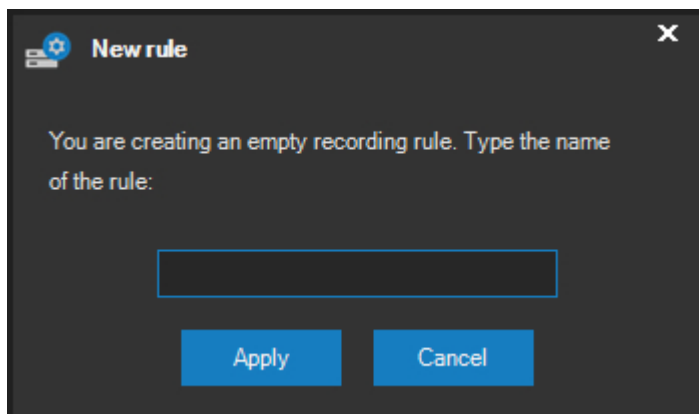 New rule
You are creating an empty recording rule. Type the name
of the rule:
Apply
Cancel